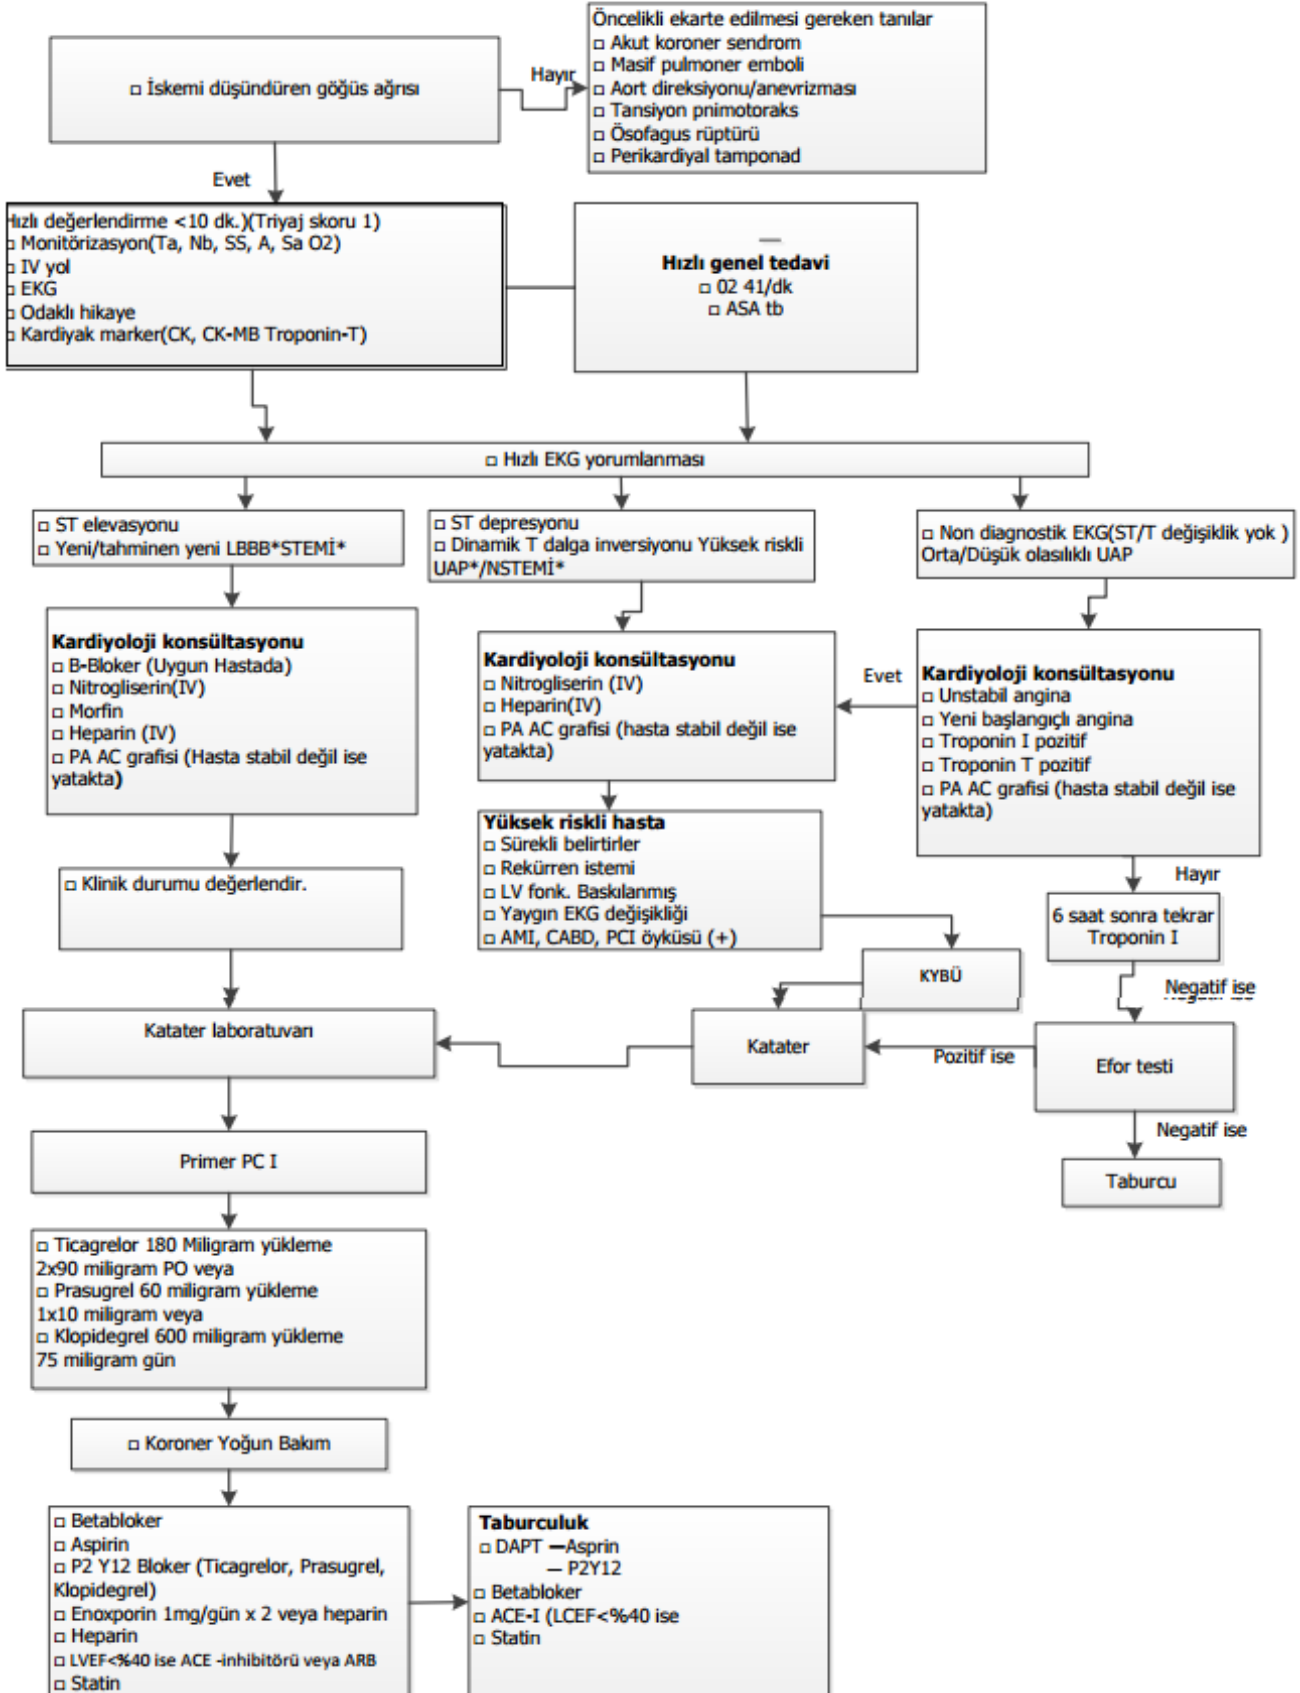 Öncelikli ekarte edilmesi gereken tanılar
□ Akut koroner sendrom
□ Masif pulmoner emboli
□ Aort direksiyonu/anevrizması
□ Tansiyon pnimotoraks
□ Ösofagus rüptürü
□ Perikardiyal tamponad
□ İskemi düşündüren göğüs ağrısı
Hayır
Evet
Hızlı değerlendirme <10 dk.)(Triyaj skoru 1)
□ Monitörizasyon(Ta, Nb, SS, A, Sa O2)
□ IV yol
□ EKG
□ Odaklı hikaye
□ Kardiyak marker(CK, CK-MB Troponin-T)
—
Hızlı genel tedavi
□ 02 41/dk
□ ASA tb
□ Hızlı EKG yorumlanması
□ ST elevasyonu
□ Yeni/tahminen yeni LBBB*STEMİ*
□ ST depresyonu
□ Dinamik T dalga inversiyonu Yüksek riskli
UAP*/NSTEMİ*
□ Non diagnostik EKG(ST/T değişiklik yok )
Orta/Düşük olasılıklı UAP
Kardiyoloji konsültasyonu
□ B-Bloker (Uygun Hastada)
□ Nitrogliserin(IV)
□ Morfin
□ Heparin (IV)
□ PA AC grafisi (Hasta stabil değil ise
yatakta)
Kardiyoloji konsültasyonu
□ Nitrogliserin (IV)
□ Heparin(IV)
□ PA AC grafisi (hasta stabil değil ise
yatakta)
Evet
Kardiyoloji konsültasyonu
□ Unstabil angina
□ Yeni başlangıçlı angina
□ Troponin I pozitif
□ Troponin T pozitif
□ PA AC grafisi (hasta stabil değil ise
yatakta)
Yüksek riskli hasta
□ Sürekli belirtirler
□ Rekürren istemi
□ LV fonk. Baskılanmış
□ Yaygın EKG değişikliği
□ AMI, CABD, PCI öyküsü (+)
□ Klinik durumu değerlendir.
Hayır
6 saat sonra tekrar
Troponin I
KYBÜ
Negatif ise
Katater laboratuvarı
Katater
Pozitif ise
Efor testi
Negatif ise
Taburcu
Primer PC I
□ Ticagrelor 180 Miligram yükleme
2x90 miligram PO veya
□ Prasugrel 60 miligram yükleme
1x10 miligram veya
□ Klopidegrel 600 miligram yükleme
75 miligram gün
□ Koroner Yoğun Bakım
□ Betabloker
□ Aspirin
□ P2 Y12 Bloker (Ticagrelor, Prasugrel,
Klopidegrel)
□ Enoxporin 1mg/gün x 2 veya heparin
□ Heparin
□ LVEF<%40 ise ACE -inhibitörü veya ARB
□ Statin
Taburculuk
□ DAPT —Asprin
— P2Y12
□ Betabloker
□ ACE-I (LCEF<%40 ise
□ Statin